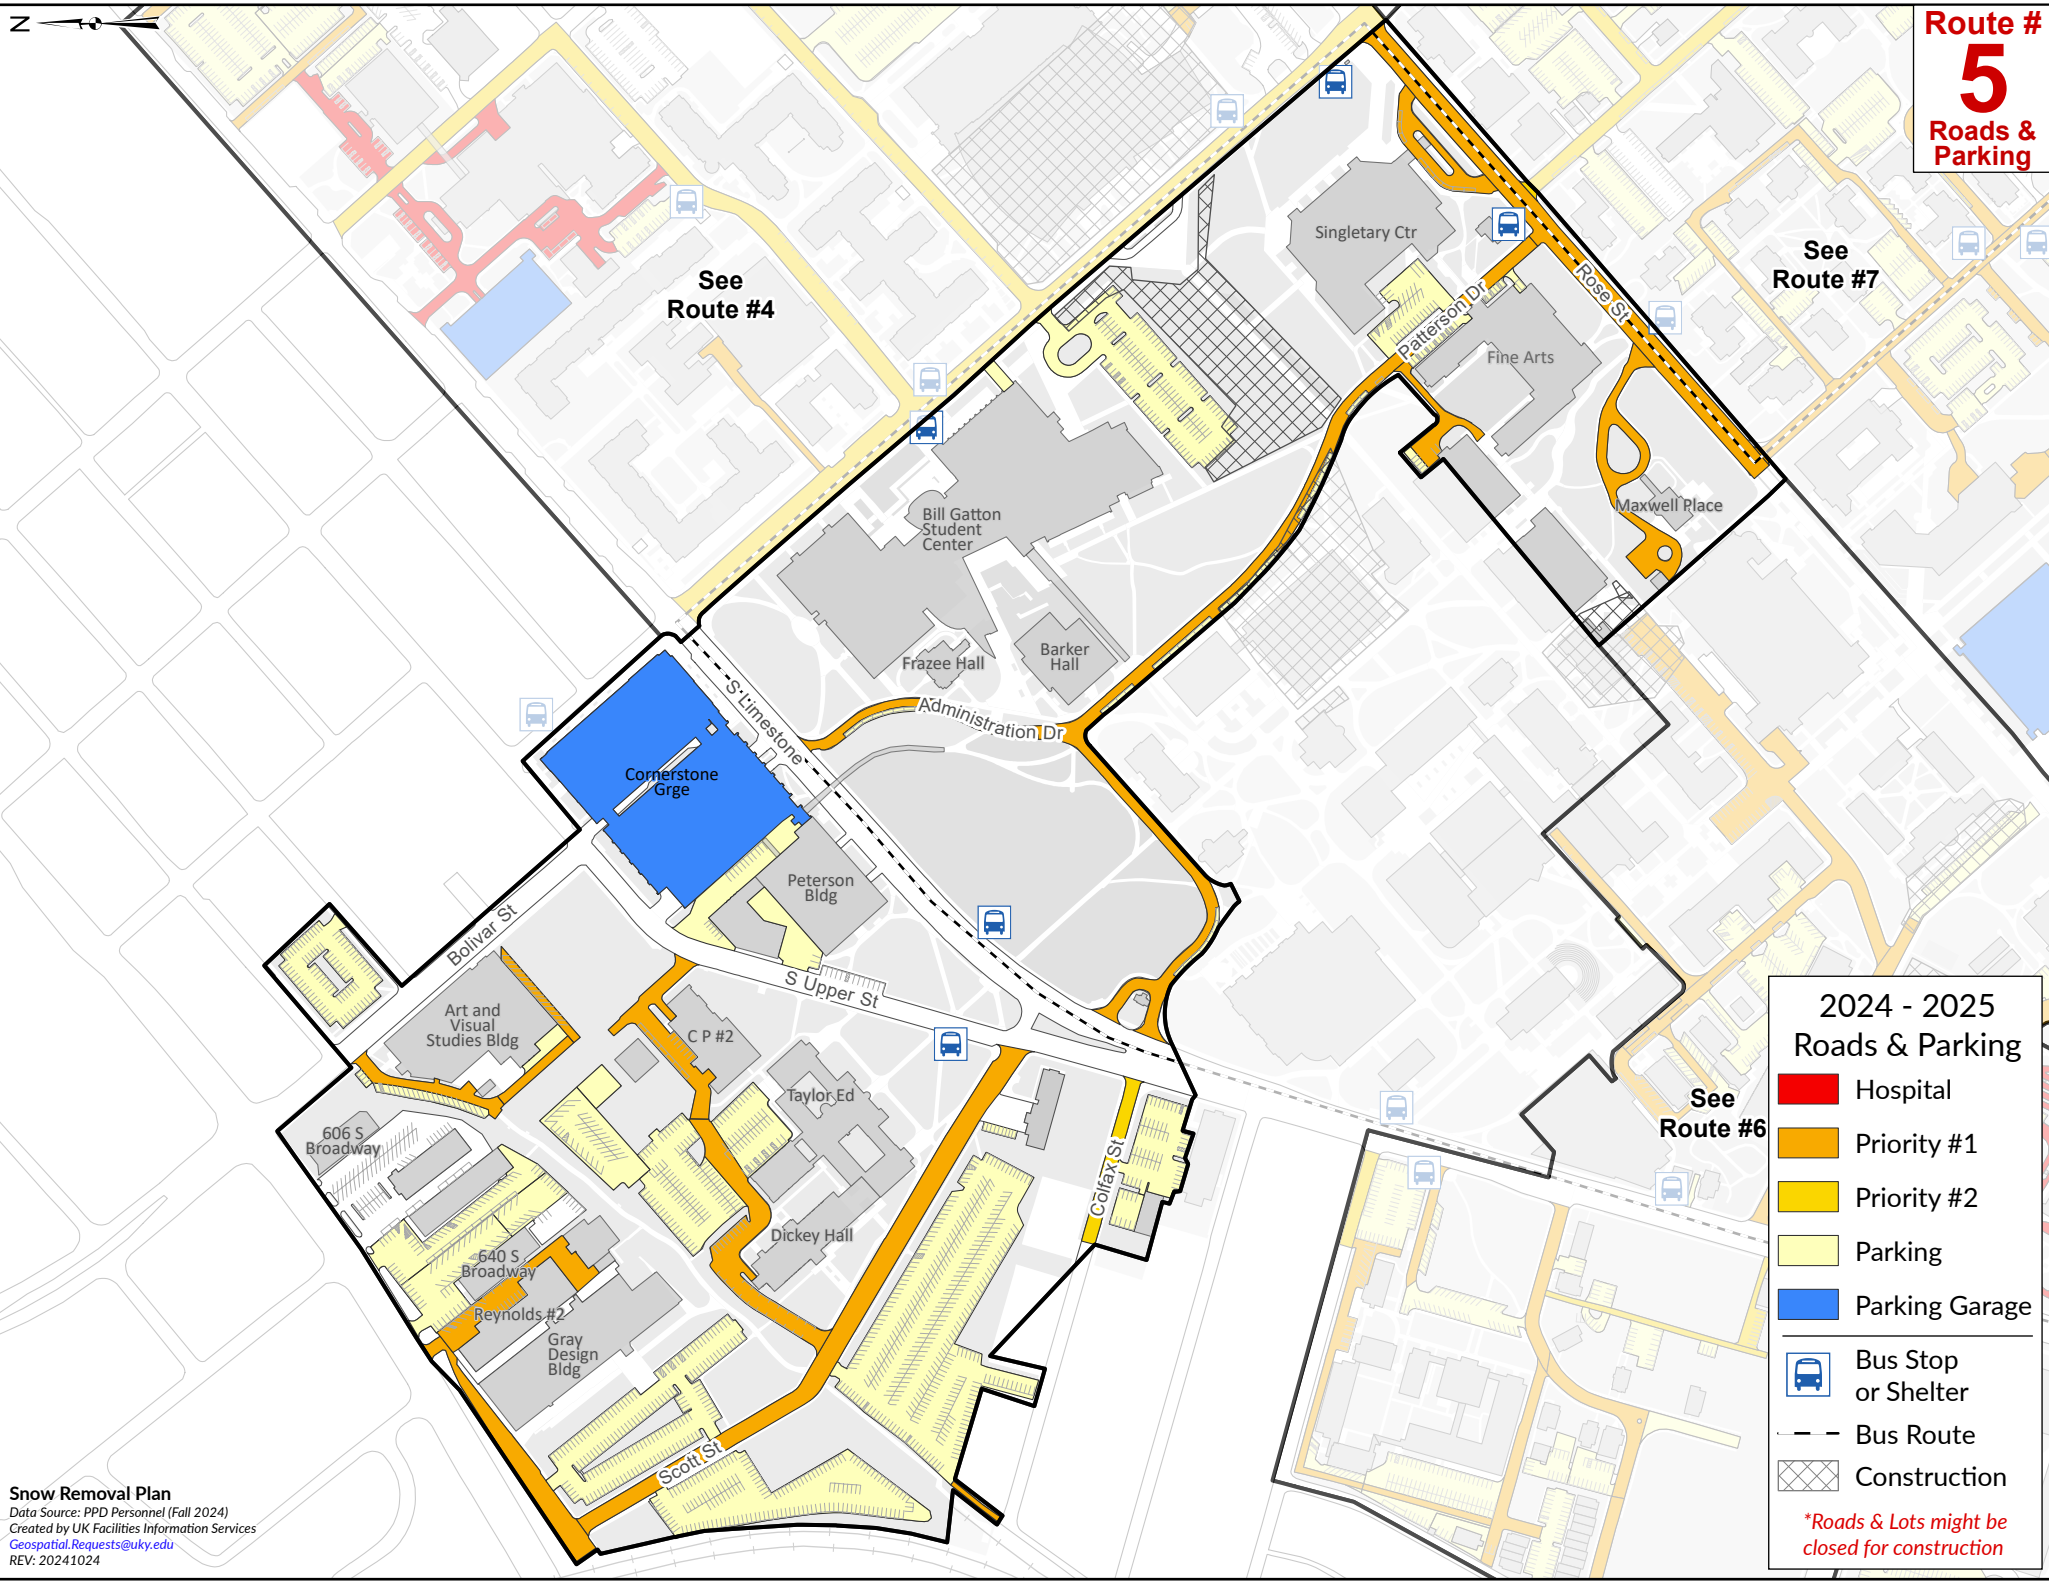 N
Route #
5
Roads &
Parking
See
Route #4
See
Route #7
Singletary Ctr
Rose St
Patterson Dr
Fine Arts
Maxwell Place
Bill Gatton
Student
Center
Frazee Hall
Barker
Hall
S Limestone
Administration Dr
Cornerstone
Grge
Peterson
Bldg
Bolivar St
S Upper St
Art and
Visual
Studies Bldg
C P #2
Taylor Ed
606 S
Broadway
Colfax St
Dickey Hall
640 S
Broadway
Reynolds #2
Gray
Design
Bldg
Scott St
See
Route #6
2024 - 2025
Roads & Parking
Hospital
Priority #1
Priority #2
Parking
Parking Garage
Bus Stop
or Shelter
Bus Route
Construction
*Roads & Lots might be
closed for construction
Snow Removal Plan
Data Source: PPD Personnel (Fall 2024)
Created by UK Facilities Information Services
Geospatial.Requests@uky.edu
REV: 20241024